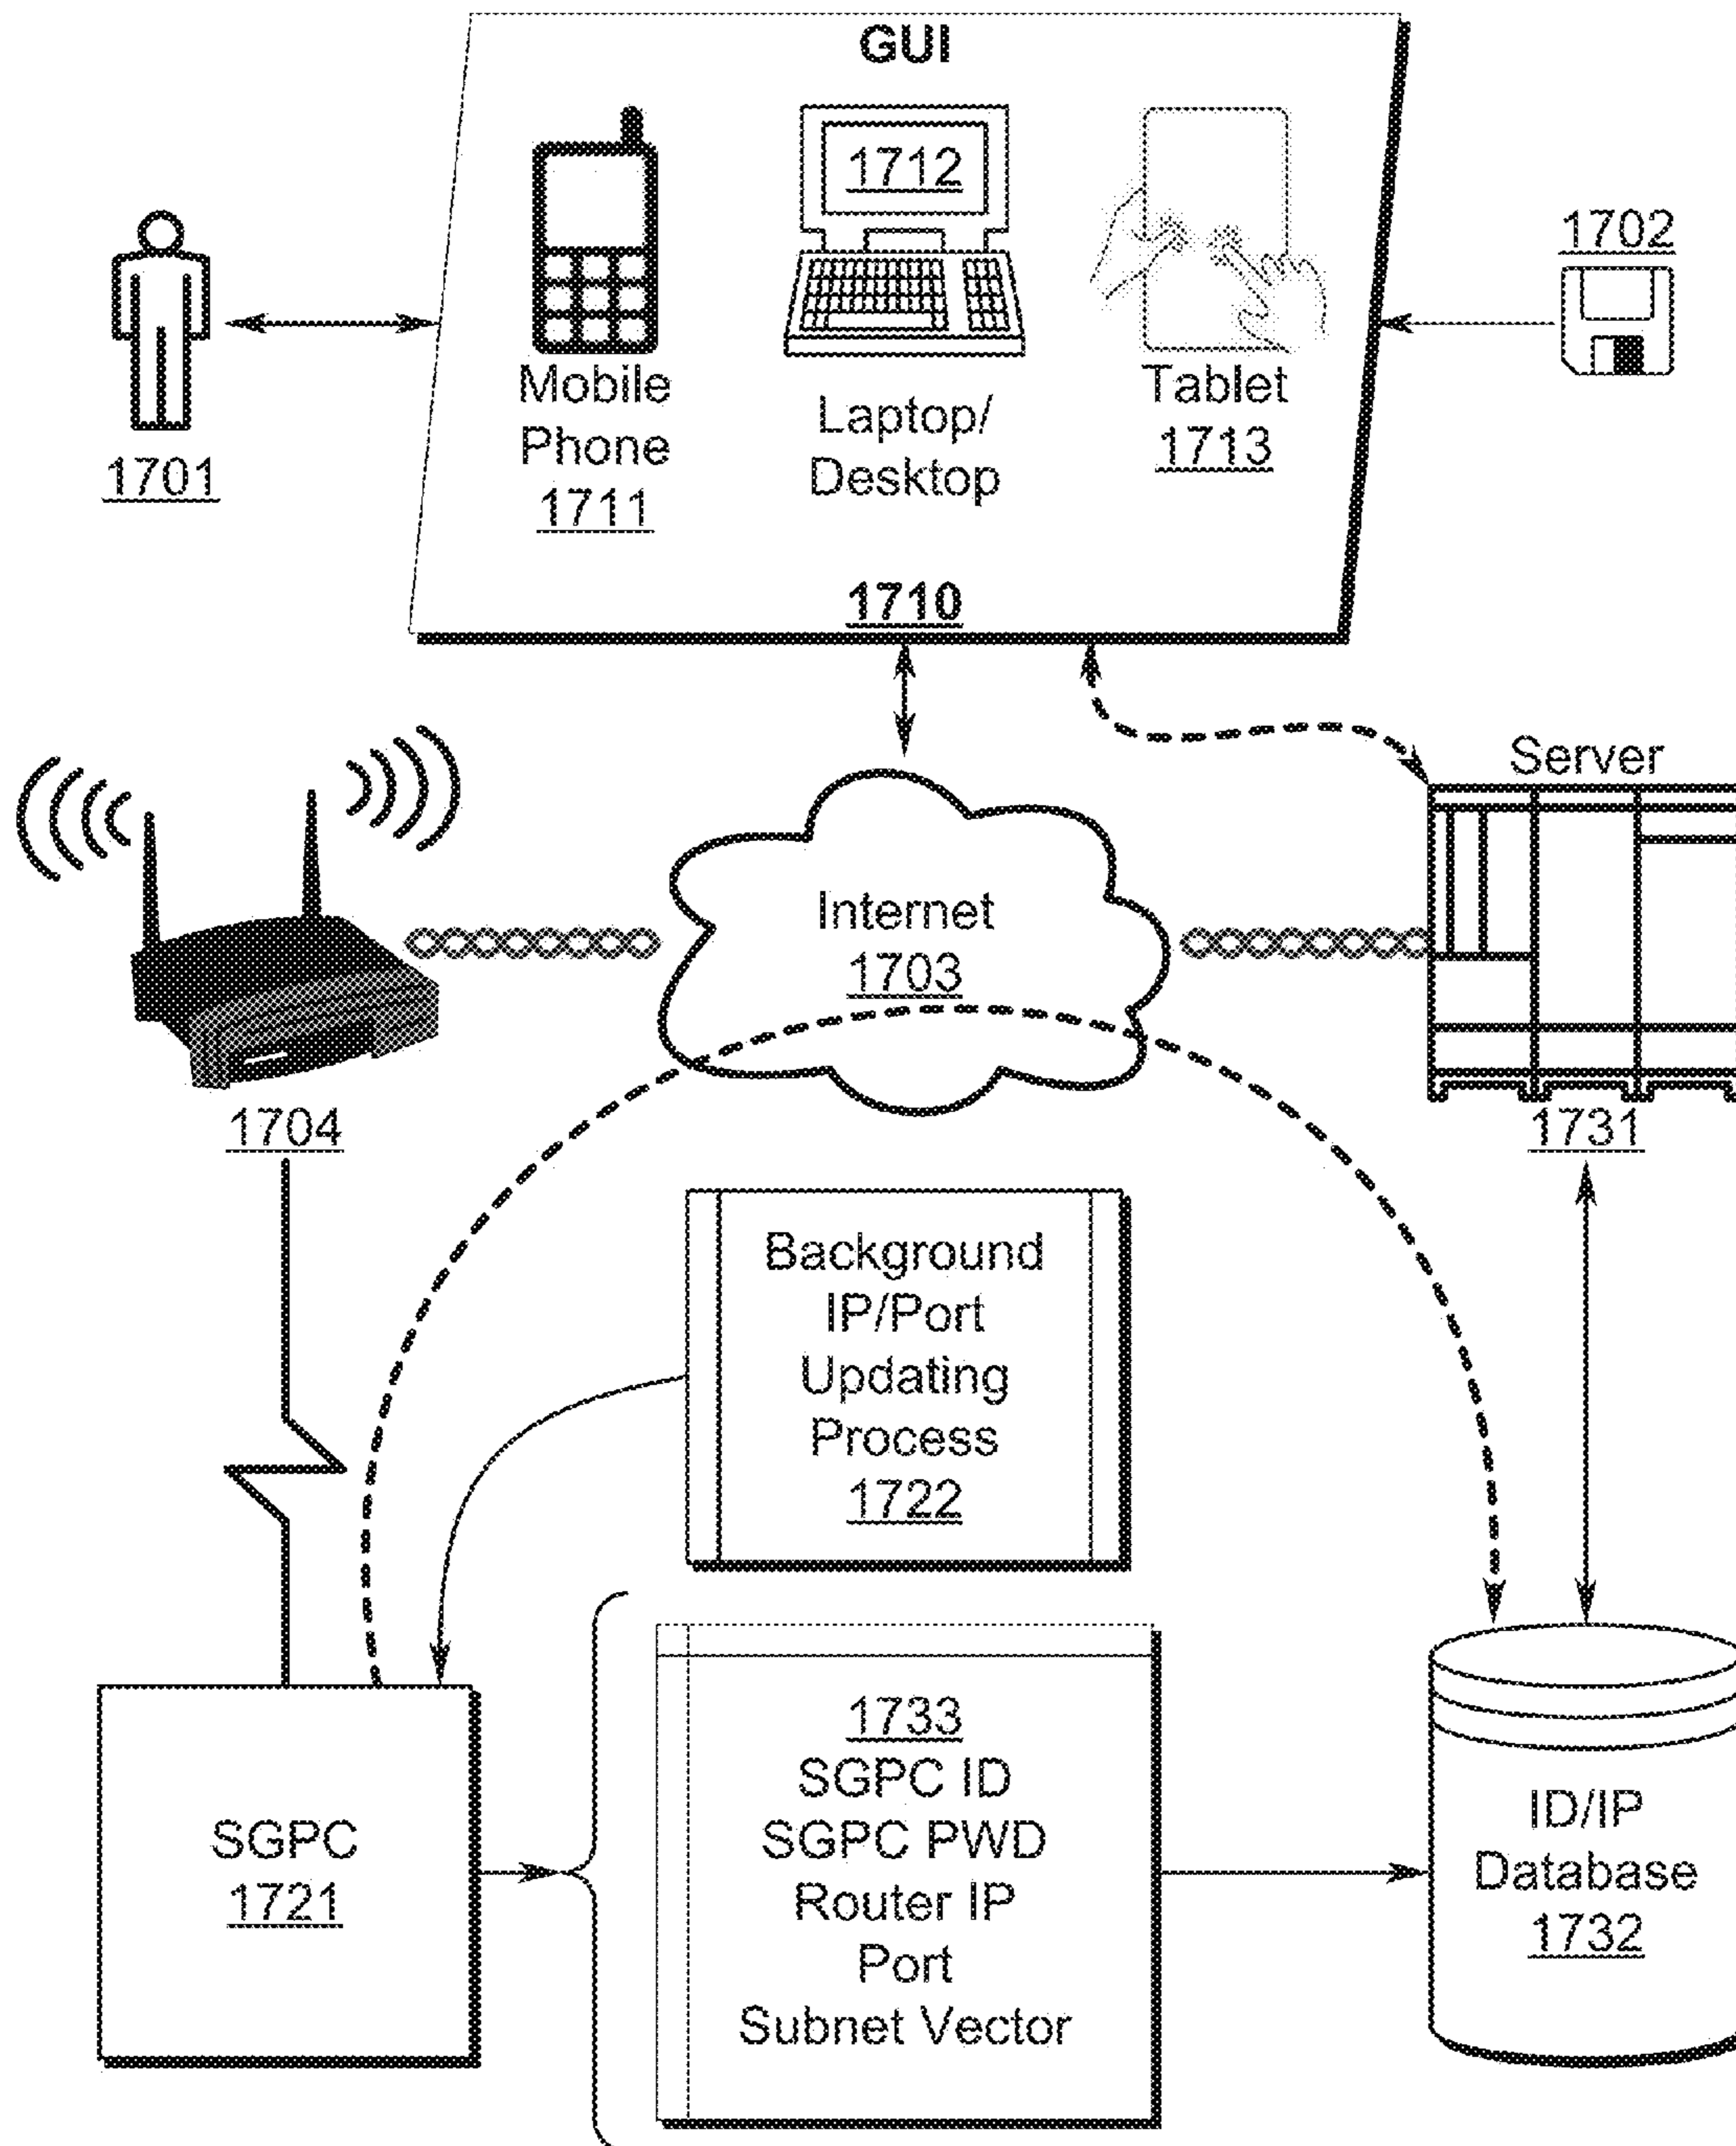 GUI
1712
1702
Mobile
Phone
1711
Laptop/
Desktop
Tablet
1713
1701
1710
Server
Internet
1703
1704
1731
Background
IP/Port
Updating
Process
1722
SGPC
1721
1733
SGPC ID
SGPC PWD
Router IP
Port
Subnet Vector
ID/IP
Database
1732